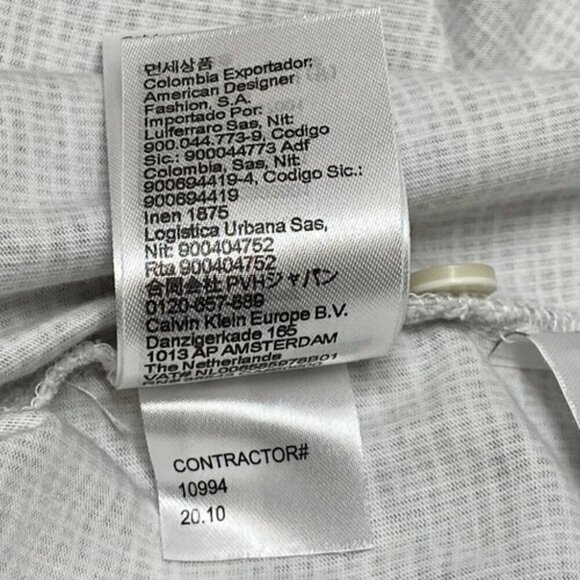 면세상품
Colombia Exportador:
American Designer
Fashion, S.A.
Importado Por:
Lulferraro Sas, Nit:
900.044.773-9, Codigo
Sic.: 900044773 Adf
Colombia, Sas, Nit:
900694419-4, Codigo Sic.:
900694419
Inen 1875
Logistica Urbana Sas,
Nit: 900404752
Rta 900404752
合同会社 PVHジャパン
0120-657-889
Calvin Klein Europe B.V.
Danzigerkade 165
1013 AP AMSTERDAM
The Netherlands
VAT# NL006565978B01
CONTRACTOR#
10994
20.10